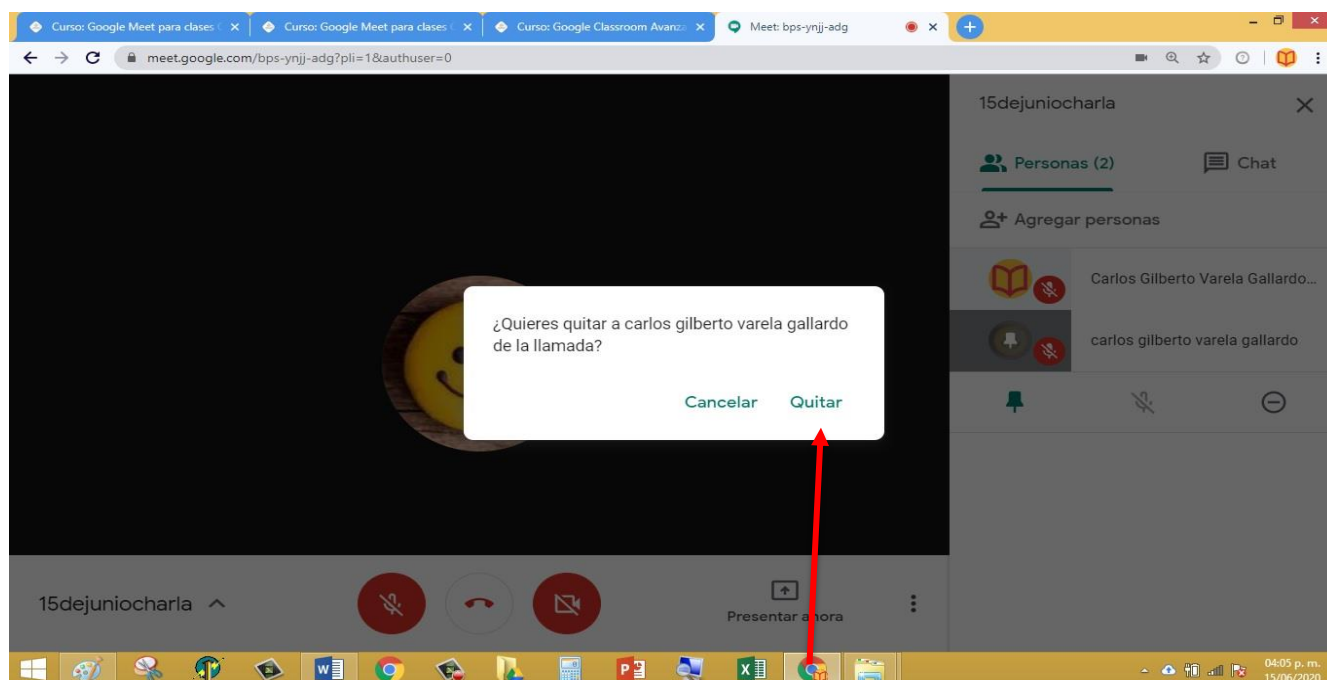 Curso: Google Meet para clases
Curso: Google Meet para clases
Curso: Google Classroom Avanza
Meet: bps-ynjj-adg
meet.google.com/bps-ynjj-adg?pli=1&authuser=0
15dejuniocharla
Personas (2)
Chat
Agregar personas
Carlos Gilberto Varela Gallardo...
carlos gilberto varela gallardo
¿Quieres quitar a carlos gilberto varela gallardo
de la llamada?
Cancelar Quitar
15dejuniocharla
Presentar ahora
04:05 p. m.
15/06/2020